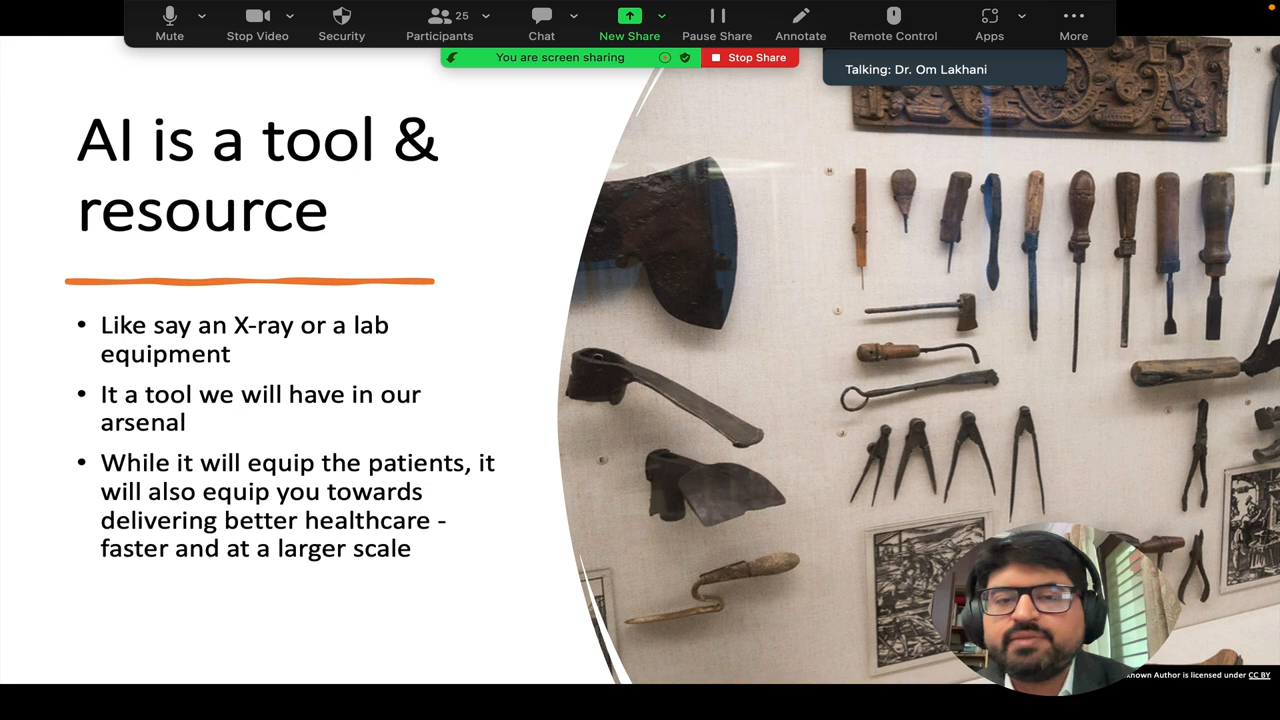 Mute
Stop Video
Security
25
Participants
Chat
New Share
Pause Share
Annotate
Remote Control
Apps
More
You are screen sharing
Stop Share
Talking: Dr. Om Lakhani
AI is a tool &
resource
• Like say an X-ray or a lab
equipment
• It a tool we will have in our
arsenal
• While it will equip the patients, it
will also equip you towards
delivering better healthcare -
faster and at a larger scale
Author is licensed under CC BY